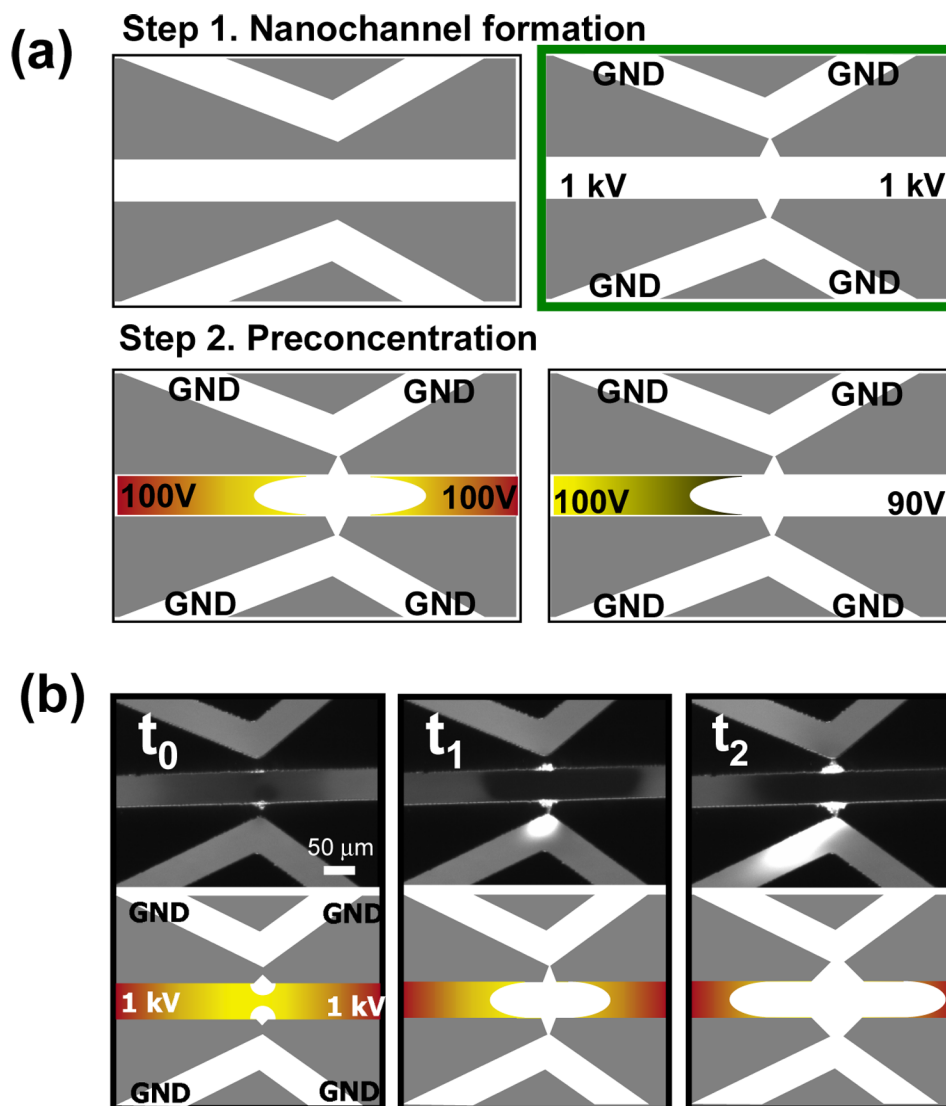 (a)
Step 1. Nanochannel formation
GND GND
1 kV 1 kV
GND GND
Step 2. Preconcentration
GND GND GND GND
100V 100V 100V 90V
GND GND GND GND
(b)
t0 t1 t2
50 μm
GND GND
1 kV 1 kV
GND GND